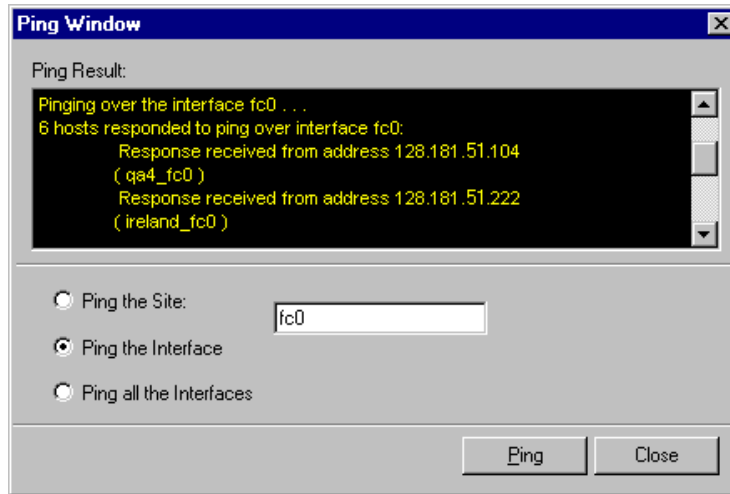 Ping Window
Ping Result:
Pinging over the interface fc0 . . .
6 hosts responded to ping over interface fc0:
Response received from address 128.181.51.104
( qa4_fc0 )
Response received from address 128.181.51.222
( ireland_fc0 )
Ping the Site:
fc0
Ping the Interface
Ping all the Interfaces
Ping
Close